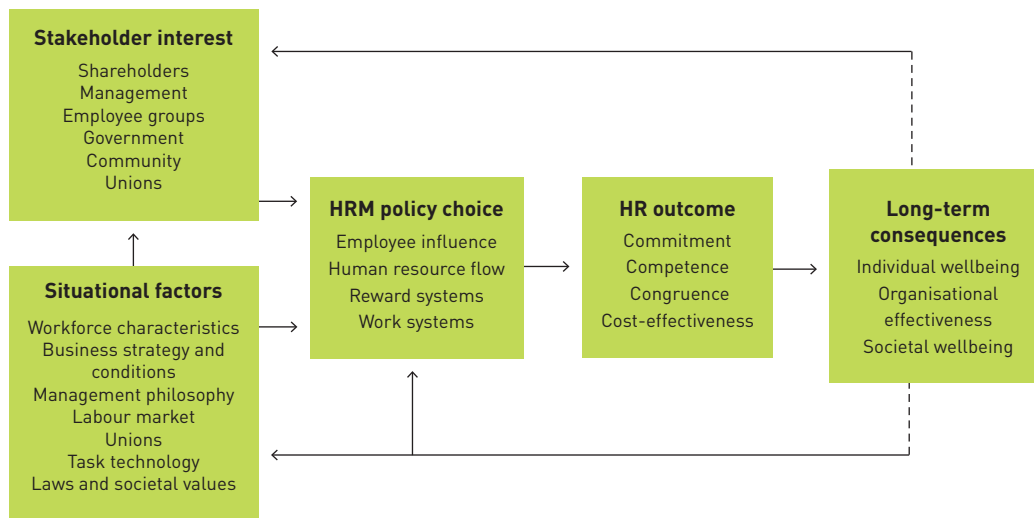 Stakeholder interest
Shareholders
Management
Employee groups
Government
Community
Unions
Situational factors
Workforce characteristics
Business strategy and
conditions
Management philosophy
Labour market
Unions
Task technology
Laws and societal values
HRM policy choice
Employee influence
Human resource flow
Reward systems
Work systems
HR outcome
Commitment
Competence
Congruence
Cost-effectiveness
Long-term
consequences
Individual wellbeing
Organisational
effectiveness
Societal wellbeing